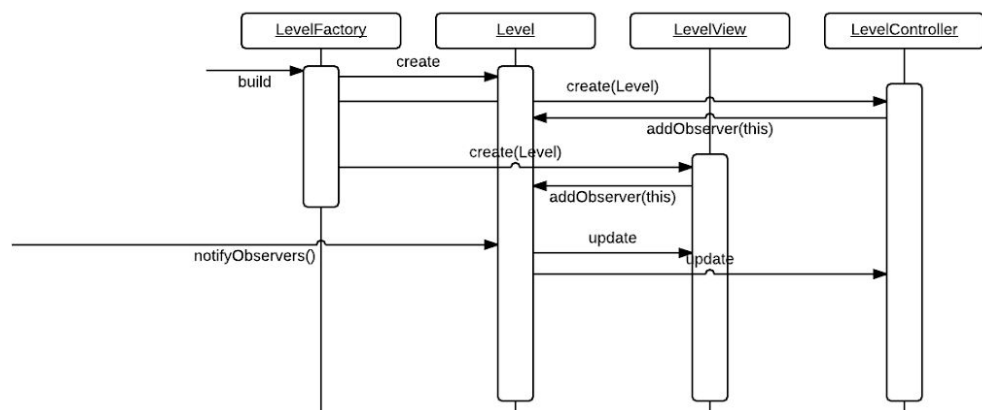 LevelFactory
Level
LevelView
LevelController
create
build
create(Level)
addObserver(this)
create(Level)
addObserver(this)
update
notifyObservers()
update